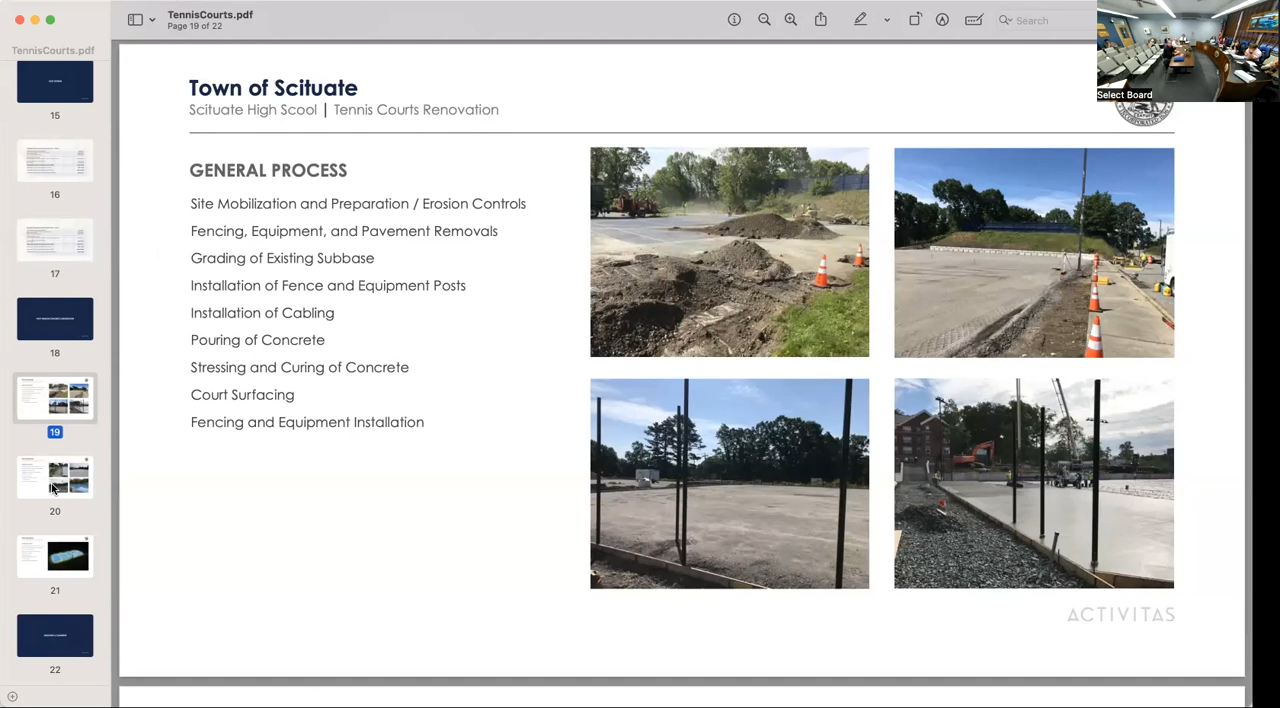 TennisCourts.pdf
Page 19 of 22
Search
TennisCourts.pdf
15
16
17
18
19
20
21
22
Select Board
Town of Scituate
Scituate High Scool | Tennis Courts Renovation
GENERAL PROCESS
Site Mobilization and Preparation / Erosion Controls
Fencing, Equipment, and Pavement Removals
Grading of Existing Subbase
Installation of Fence and Equipment Posts
Installation of Cabling
Pouring of Concrete
Stressing and Curing of Concrete
Court Surfacing
Fencing and Equipment Installation
ACTIVITAS